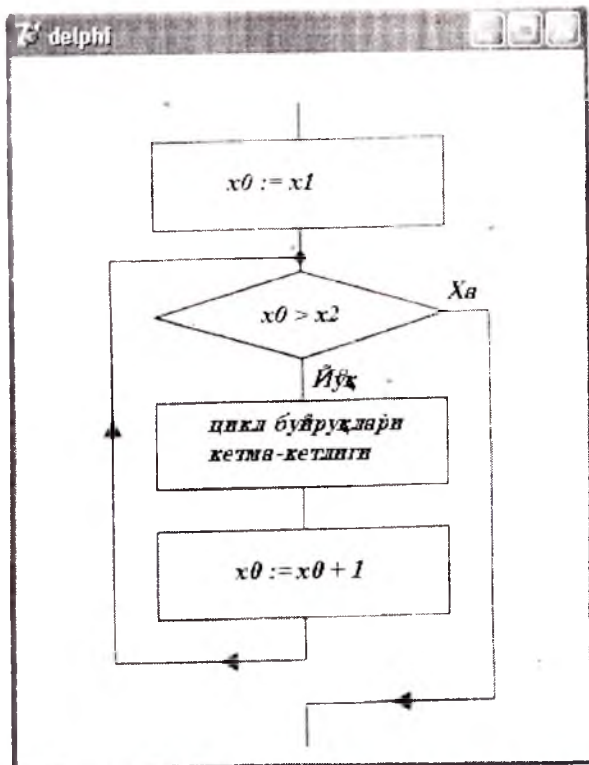 delphi
x0 := x1
x0 > x2
Ха
Йўқ
цикл буйруқлари
кетма-кетлиги
x0 := x0 + 1